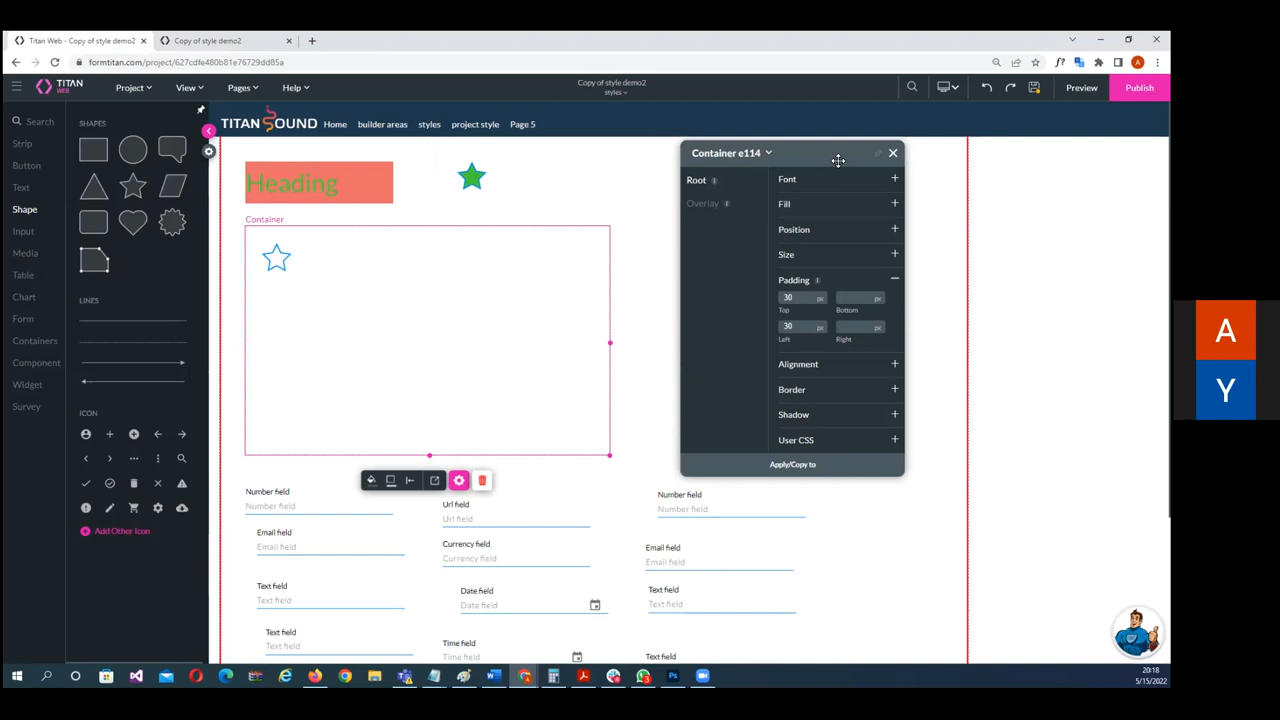 Titan Web - Copy of style demo2
Copy of style demo2
formtitan.com/project/627cdfe480b81e76729dd85a
TITAN
WEB
Project
View
Pages
Help
Copy of style demo2
styles
Preview
Publish
Search
Strip
Button
Text
Shape
Input
Media
Table
Chart
Form
Containers
Component
Widget
Survey
SHAPES
LINES
ICON
Add Other Icon
TITAN SOUND
Home
builder areas
styles
project style
Page 5
Heading
Container
Container e114
Root
Overlay
Font
Fill
Position
Size
Padding
30 px
px
Top
Bottom
30 px
px
Left
Right
Alignment
Border
Shadow
User CSS
Apply/Copy to
Number field
Number field
Email field
Email field
Text field
Text field
Text field
Text field
Url field
Url field
Currency field
Currency field
Date field
Date field
Time field
Time field
Number field
Number field
Email field
Email field
Text field
Text field
Text field
A
Y
20:18
5/15/2022